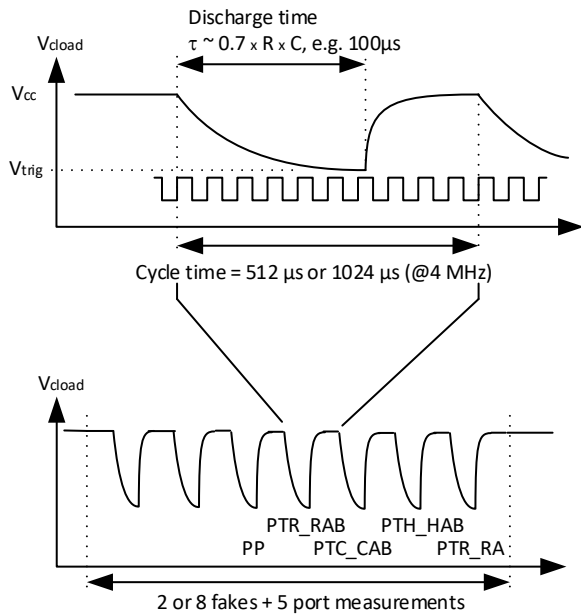 Discharge time
τ ~ 0.7 x R x C, e.g. 100µs
Vcload
Vcc
Vtrig
Cycle time = 512 µs or 1024 µs (@4 MHz)
Vcload
PTR_RAB PTH_HAB
PP PTC_CAB PTR_RA
2 or 8 fakes + 5 port measurements